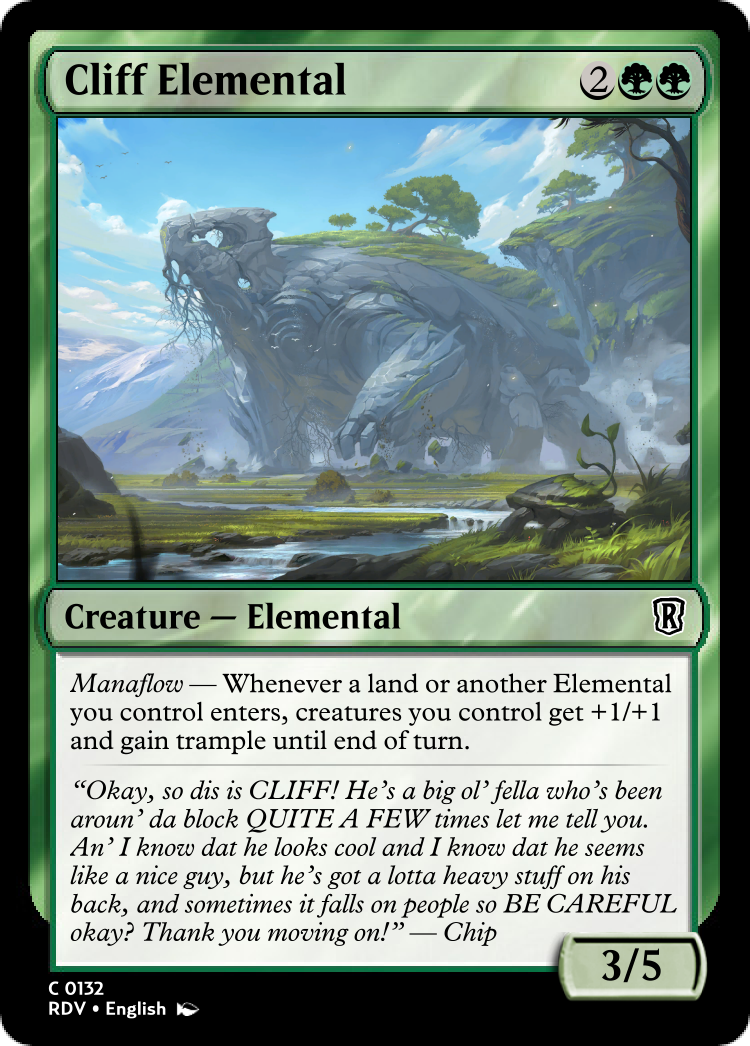 Cliff Elemental
2
Creature — Elemental
R
Manaflow — Whenever a land or another Elemental
you control enters, creatures you control get +1/+1
and gain trample until end of turn.
“Okay, so dis is CLIFF! He’s a big ol’ fella who’s been
aroun’ da block QUITE A FEW times let me tell you.
An’ I know dat he looks cool and I know dat he seems
like a nice guy, but he’s got a lotta heavy stuff on his
back, and sometimes it falls on people so BE CAREFUL
okay? Thank you moving on!” — Chip
3/5
C 0132
RDV • English